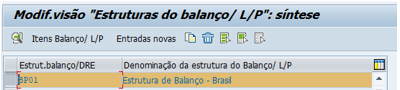 Modif.visão "Estruturas do balanço/ L/P": síntese
Itens Balanço/ L/P Entradas novas
Estrut.balanço/DRE Denominação da estrutura do Balanço/ L/P
BP01 Estrutura de Balanço - Brasil